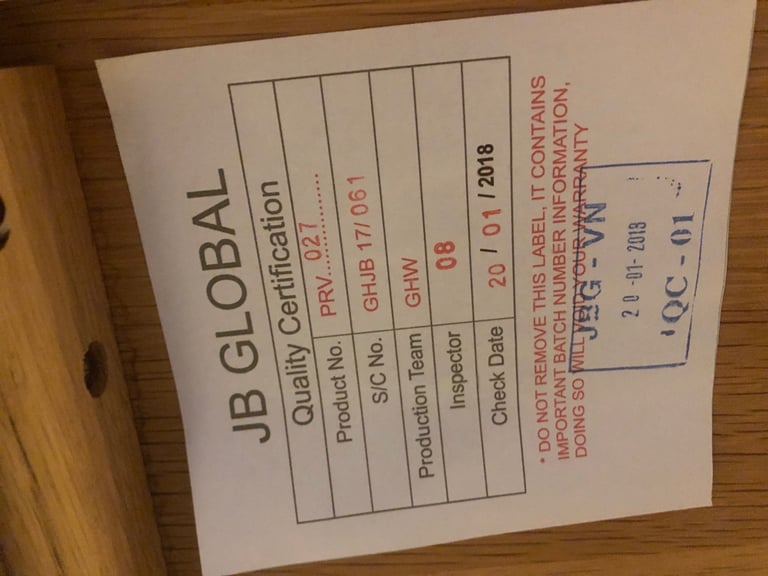 JB GLOBAL
Quality Certification
Product No. PRV...027...............
S/C No. GHJB 17/ 061
Production Team GHW
Inspector 08
Check Date 20 / 01 / 2018
* DO NOT REMOVE THIS LABEL, IT CONTAINS
IMPORTANT BATCH NUMBER INFORMATION,
DOING SO WILL VOID YOUR WARRANTY
JBG - VN
20 -01- 2018
QC - 01